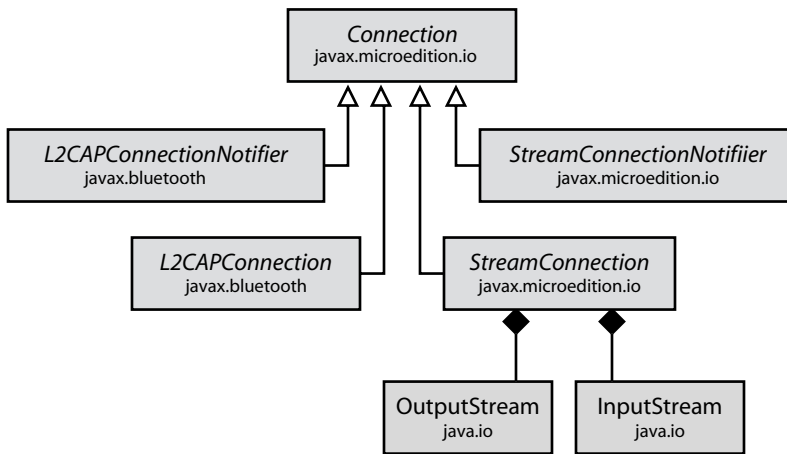 Connection
javax.microedition.io
L2CAPConnectionNotifier
javax.bluetooth
StreamConnectionNotifiier
javax.microedition.io
L2CAPConnection
javax.bluetooth
StreamConnection
javax.microedition.io
OutputStream
java.io
InputStream
java.io